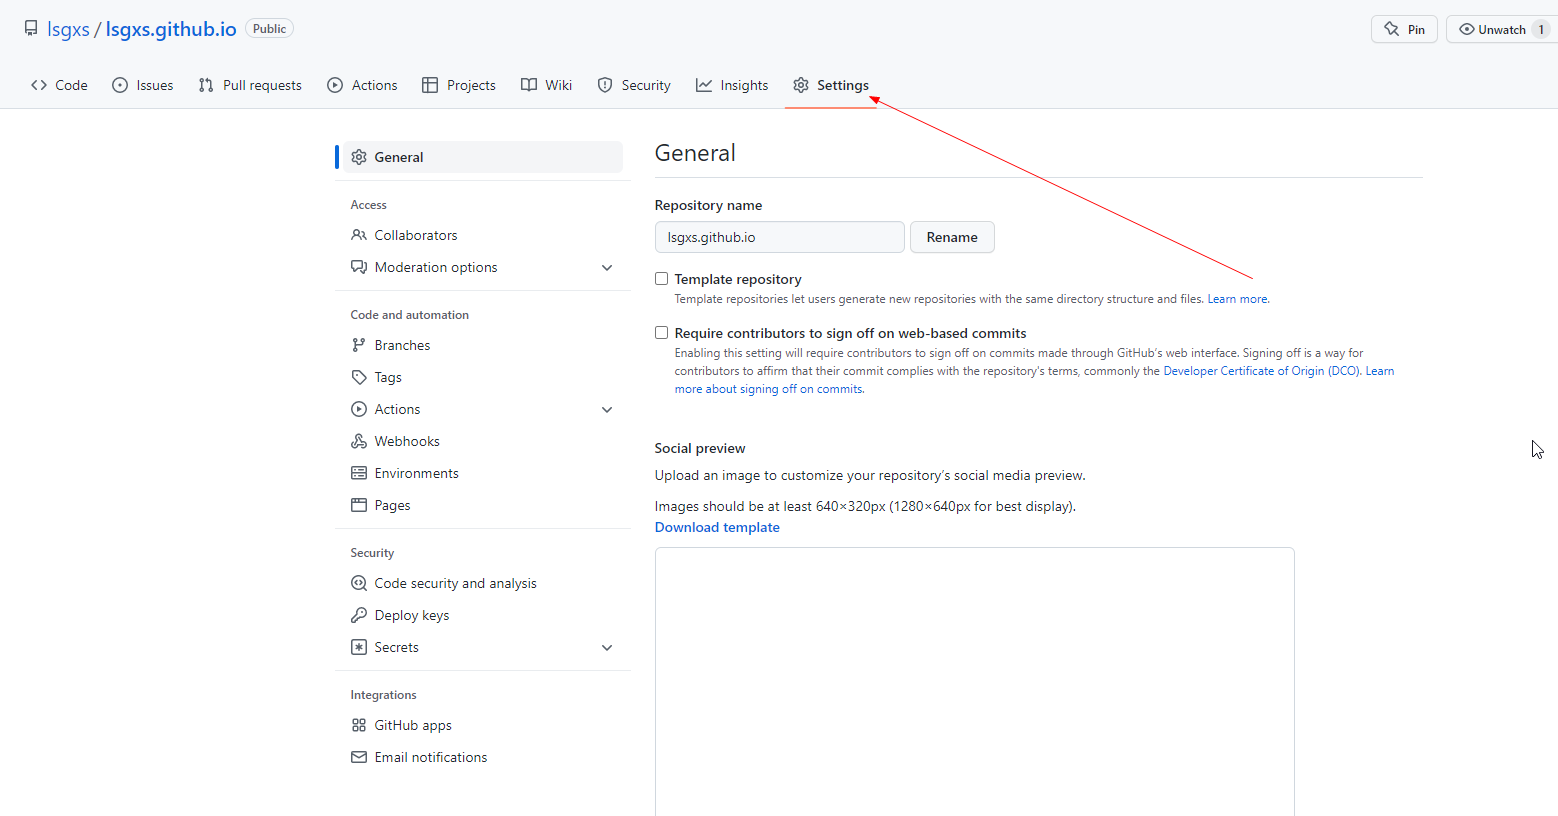 lsgxs / lsgxs.github.io Public
Pin Unwatch 1
Code Issues Pull requests Actions Projects Wiki Security Insights Settings
General
Access
Collaborators
Moderation options
Code and automation
Branches
Tags
Actions
Webhooks
Environments
Pages
Security
Code security and analysis
Deploy keys
Secrets
Integrations
GitHub apps
Email notifications
General
Repository name
lsgxs.github.io Rename
Template repository
Template repositories let users generate new repositories with the same directory structure and files. Learn more.
Require contributors to sign off on web-based commits
Enabling this setting will require contributors to sign off on commits made through GitHub's web interface. Signing off is a way for
contributors to affirm that their commit complies with the repository's terms, commonly the Developer Certificate of Origin (DCO). Learn
more about signing off on commits.
Social preview
Upload an image to customize your repository's social media preview.
Images should be at least 640×320px (1280×640px for best display).
Download template